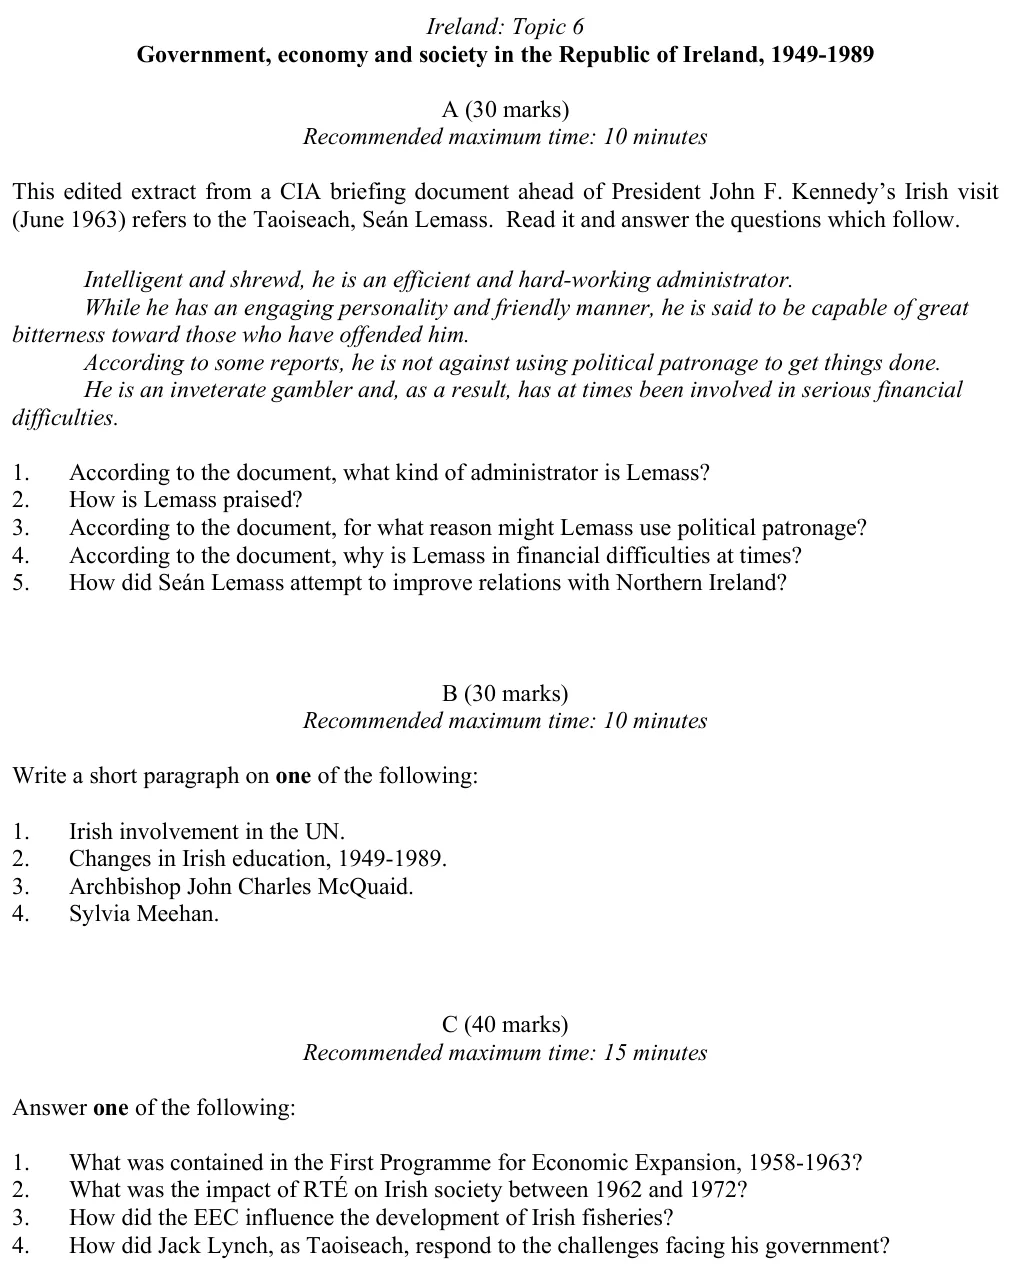 Ireland: Topic 6
Government, economy and society in the Republic of Ireland, 1949-1989
A (30 marks)
Recommended maximum time: 10 minutes
This edited extract from a CIA briefing document ahead of President John F. Kennedy’s Irish visit
(June 1963) refers to the Taoiseach, Seán Lemass.  Read it and answer the questions which follow.
Intelligent and shrewd, he is an efficient and hard-working administrator.
While he has an engaging personality and friendly manner, he is said to be capable of great
bitterness toward those who have offended him.
According to some reports, he is not against using political patronage to get things done.
He is an inveterate gambler and, as a result, has at times been involved in serious financial
difficulties.
1. According to the document, what kind of administrator is Lemass?
2. How is Lemass praised?
3. According to the document, for what reason might Lemass use political patronage?
4. According to the document, why is Lemass in financial difficulties at times?
5. How did Seán Lemass attempt to improve relations with Northern Ireland?
B (30 marks)
Recommended maximum time: 10 minutes
Write a short paragraph on one of the following:
1. Irish involvement in the UN.
2. Changes in Irish education, 1949-1989.
3. Archbishop John Charles McQuaid.
4. Sylvia Meehan.
C (40 marks)
Recommended maximum time: 15 minutes
Answer one of the following:
1. What was contained in the First Programme for Economic Expansion, 1958-1963?
2. What was the impact of RTÉ on Irish society between 1962 and 1972?
3. How did the EEC influence the development of Irish fisheries?
4. How did Jack Lynch, as Taoiseach, respond to the challenges facing his government?